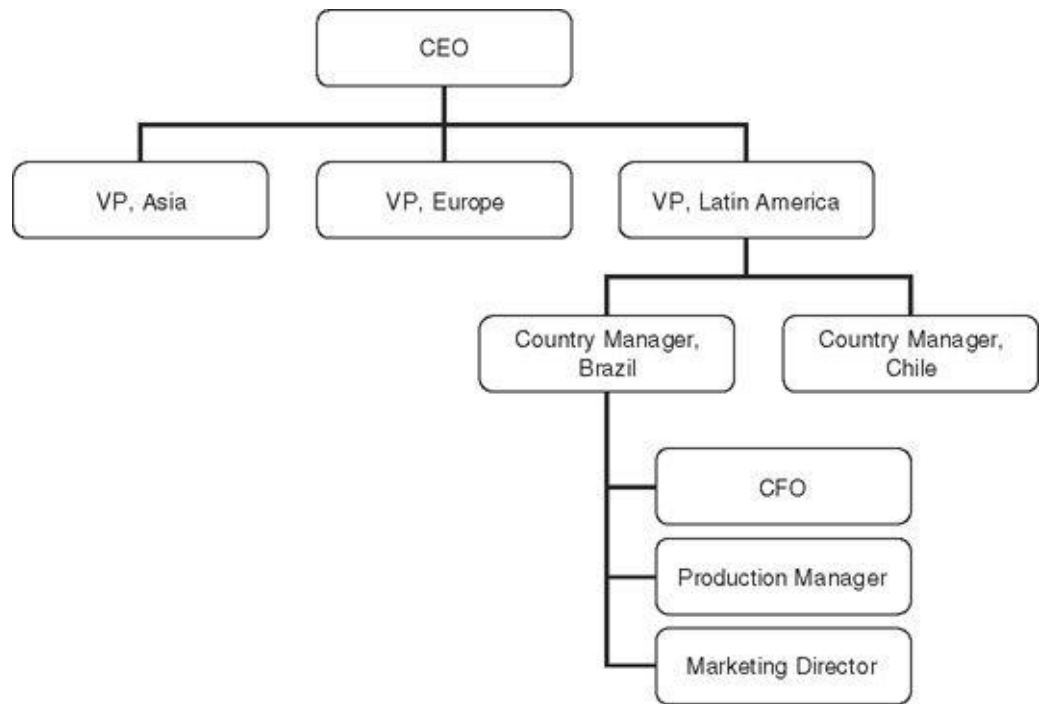 CEO
VP, Asia
VP, Europe
VP, Latin America
Country Manager,
Brazil
Country Manager,
Chile
CFO
Production Manager
Marketing Director